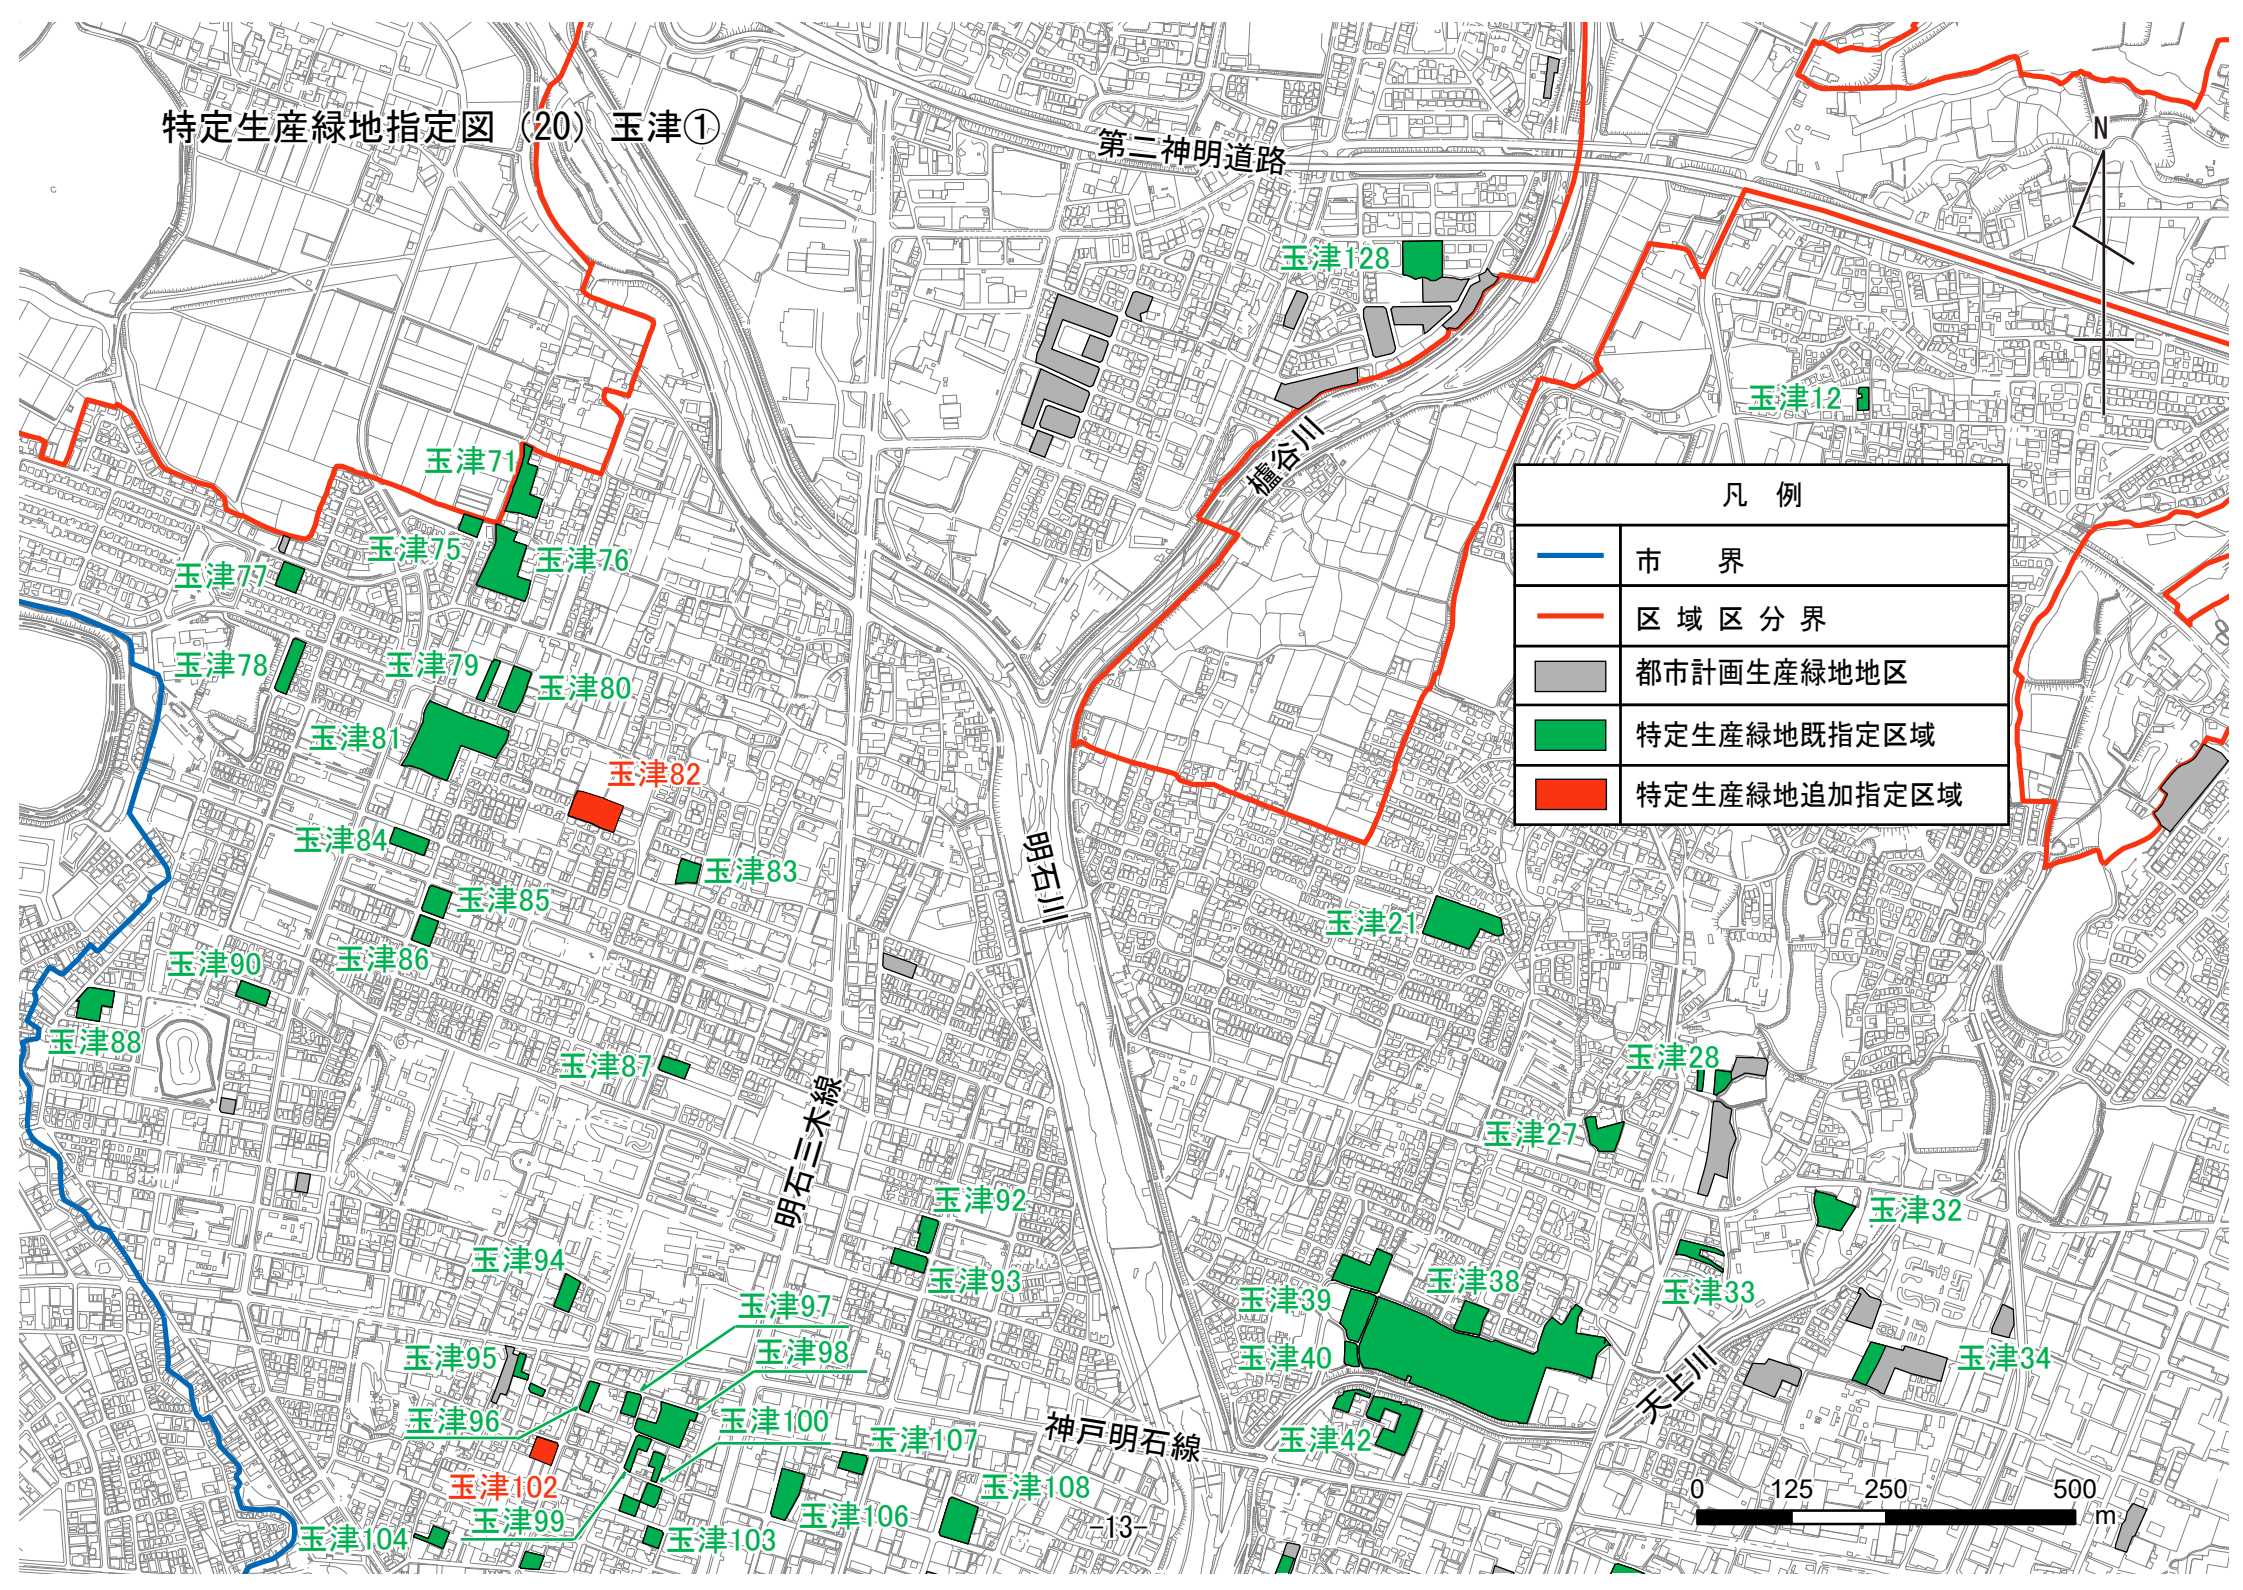 特定生産緑地指定図（20）玉津①
N
第二神明道路
玉津128
玉津12
玉津71
櫨谷川
玉津75
玉津76
玉津77
凡　例
市　　界
区域区分界
都市計画生産緑地地区
特定生産緑地既指定区域
特定生産緑地追加指定区域
玉津78
玉津79
玉津80
玉津81
玉津82
玉津84
玉津83
明石川
玉津85
玉津86
玉津21
玉津90
玉津88
玉津87
玉津28
明石三木線
玉津27
玉津92
玉津32
玉津94
玉津93
玉津38
玉津33
玉津39
玉津97
玉津98
玉津95
玉津40
玉津34
天上川
玉津96
玉津100
玉津107
神戸明石線
玉津42
玉津102
玉津108
0 125 250 500
m
玉津99
玉津106
-13-
玉津104
玉津103